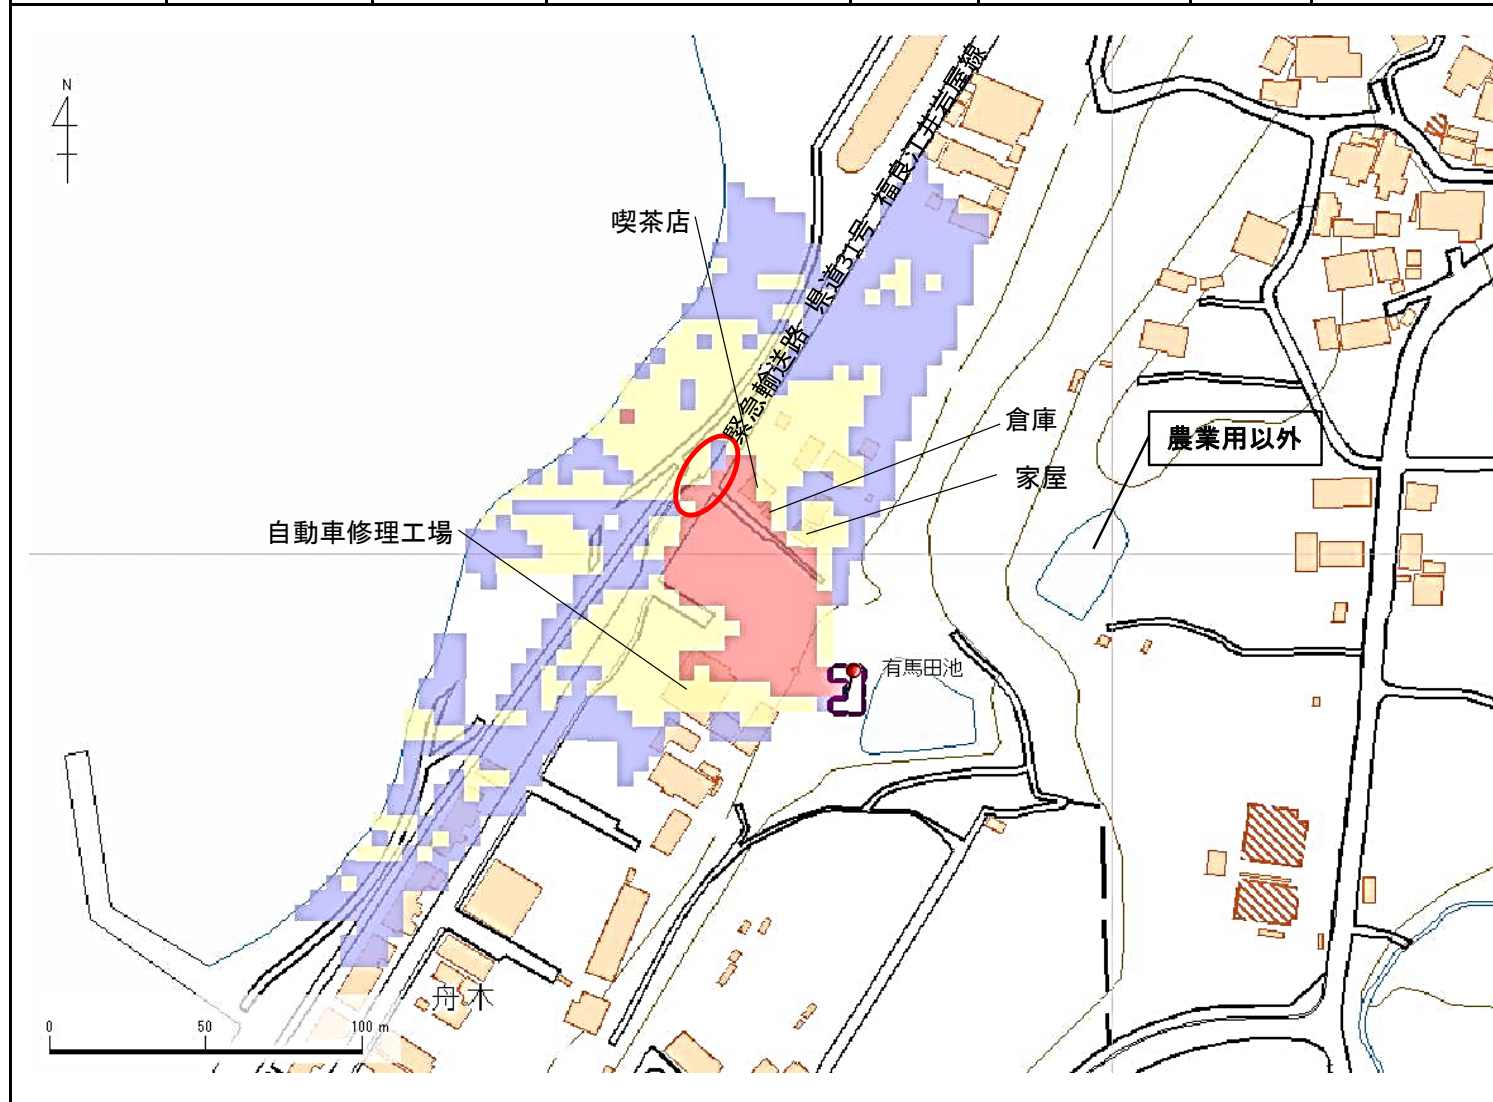 N
喫茶店
緊急輸送路 県道31号 福良江井岩屋線
倉庫
農業用以外
家屋
自動車修理工場
有馬田池
21
舟木
0 50 100 m